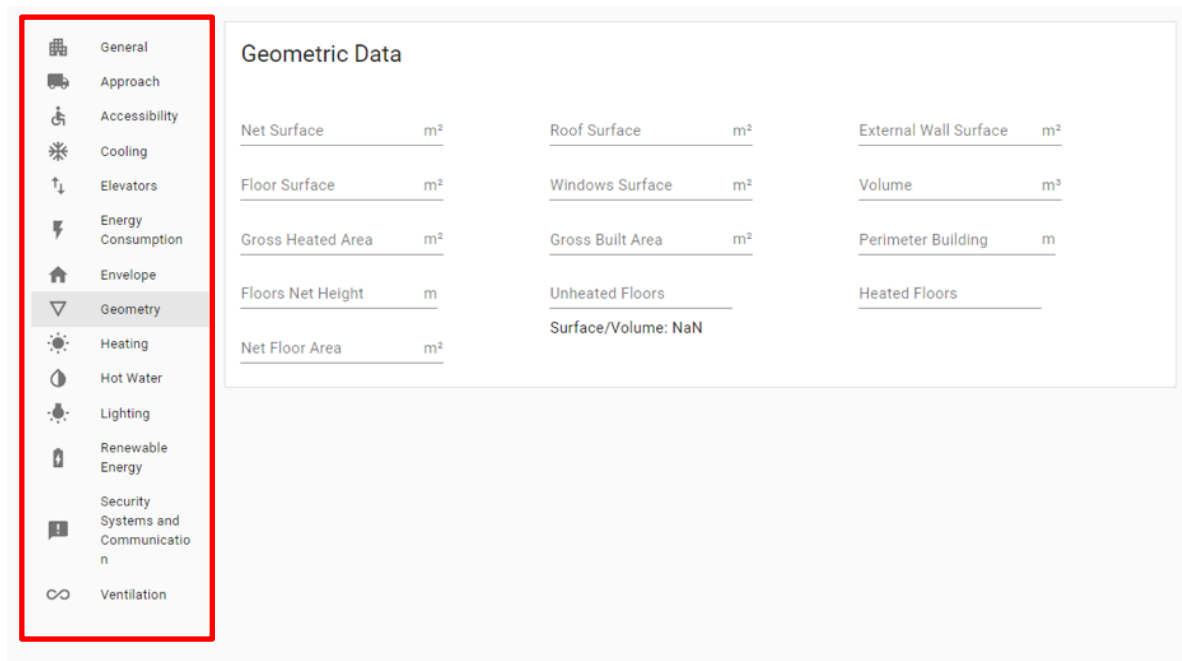 General
Approach
Accessibility
Cooling
Elevators
Energy
Consumption
Envelope
Geometry
Heating
Hot Water
Lighting
Renewable
Energy
Security
Systems and
Communicatio
n
Ventilation
Geometric Data
Net Surface m²
Roof Surface m²
External Wall Surface m²
Floor Surface m²
Windows Surface m²
Volume m³
Gross Heated Area m²
Gross Built Area m²
Perimeter Building m
Floors Net Height m
Unheated Floors
Heated Floors
Surface/Volume: NaN
Net Floor Area m²